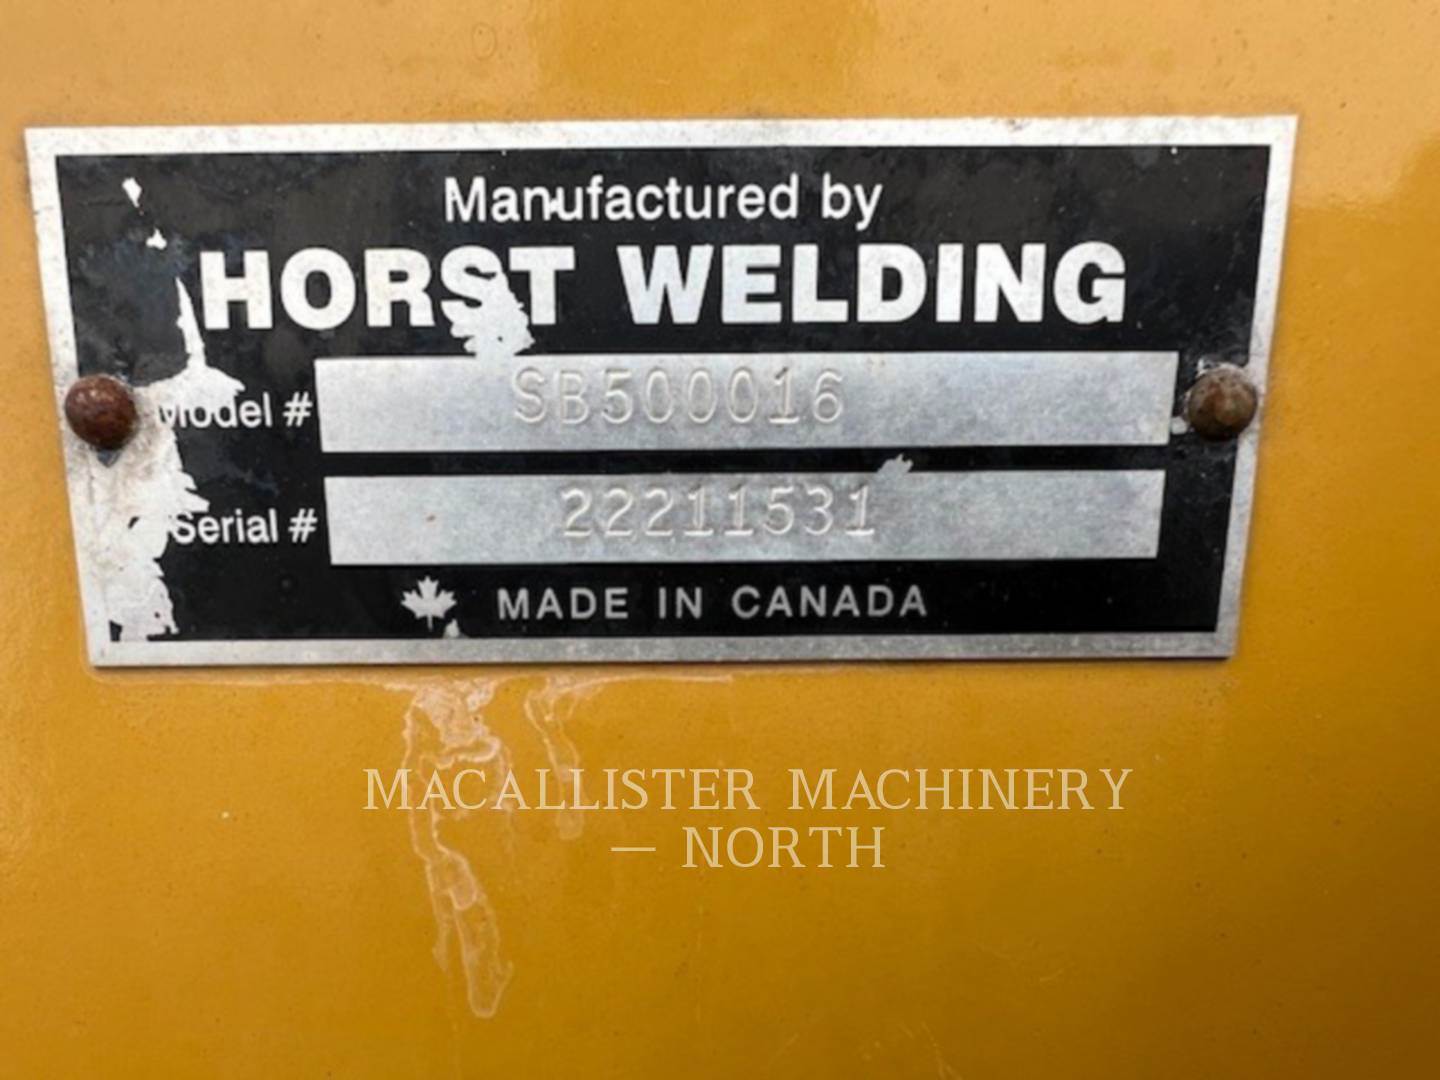 Manufactured by
HORST WELDING
Model # SB500016
Serial # 22211531
MADE IN CANADA
MACALLISTER MACHINERY
— NORTH